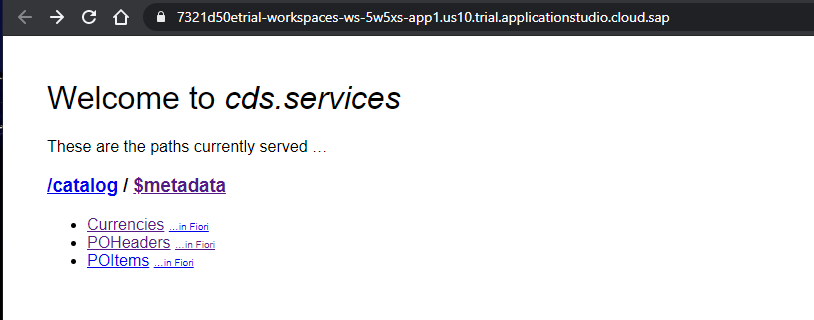 7321d50etrial-workspaces-ws-5w5xs-app1.us10.trial.applicationstudio.cloud.sap
Welcome to cds.services
These are the paths currently served …
/catalog / $metadata
Currencies ...in Fiori
POHeaders ...in Fiori
POItems ...in Fiori